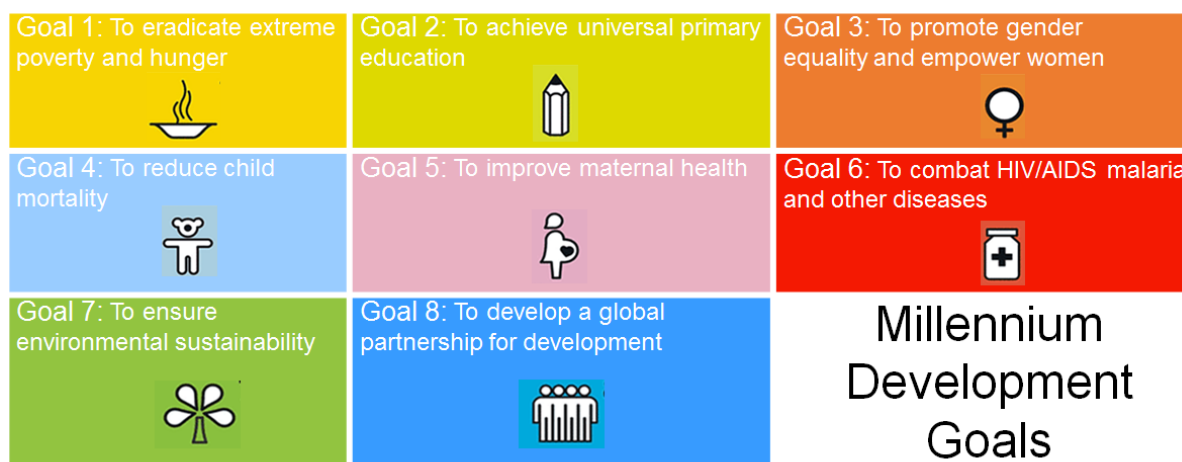 Goal 1: To eradicate extreme
poverty and hunger
Goal 2: To achieve universal primary
education
Goal 3: To promote gender
equality and empower women
Goal 4: To reduce child
mortality
Goal 5: To improve maternal health
Goal 6: To combat HIV/AIDS malaria
and other diseases
Goal 7: To ensure
environmental sustainability
Goal 8: To develop a global
partnership for development
Millennium
Development
Goals